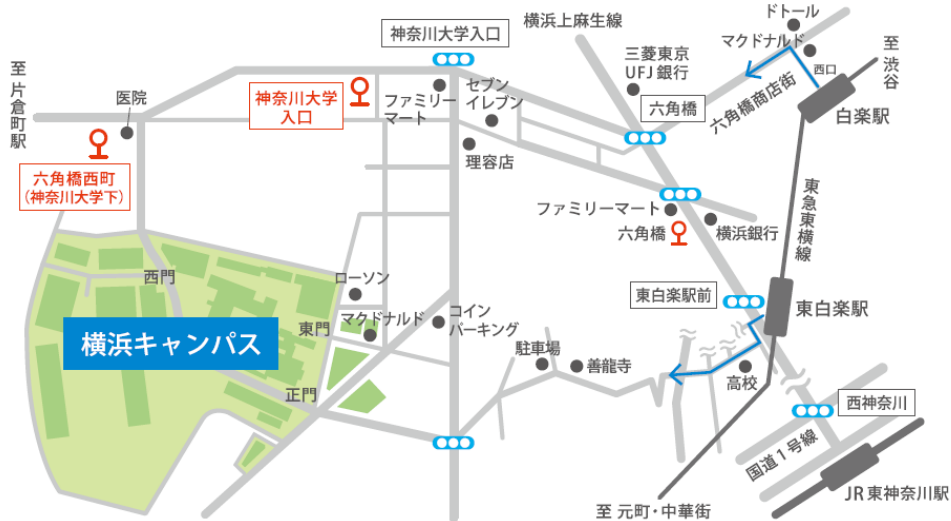 ドトール
マクドナルド
西口
至
渋谷
白楽駅
横浜上麻生線
神奈川大学入口
三菱東京
UFJ銀行
六角橋
六角橋商店街
至
片倉町駅
医院
神奈川大学
入口
ファミリー
マート
セブン
イレブン
理容店
六角橋西町
(神奈川大学下)
ファミリーマート
六角橋
横浜銀行
東急東横線
西門
ローソン
東白楽駅前
東白楽駅
横浜キャンパス
東門
マクドナルド
コイン
パーキング
駐車場
善龍寺
高校
正門
西神奈川
国道1号線
JR東神奈川駅
至 元町・中華街